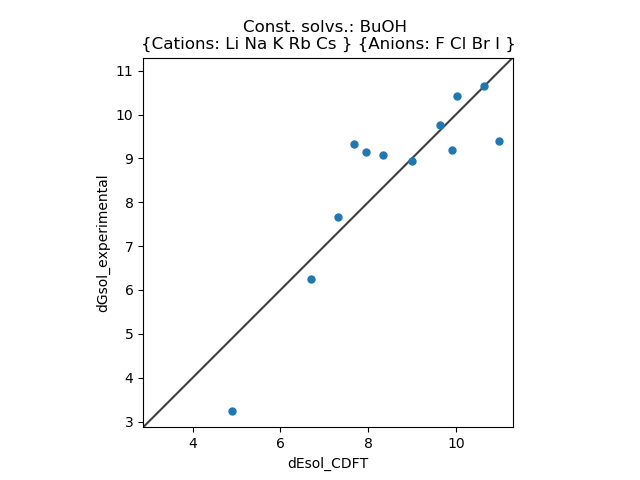 Const. solvs.: BuOH
{Cations: Li Na K Rb Cs } {Anions: F Cl Br I }
11
10
9
8
7
6
5
4
3
dGsol_experimental
4 6 8 10
dEsol_CDFT